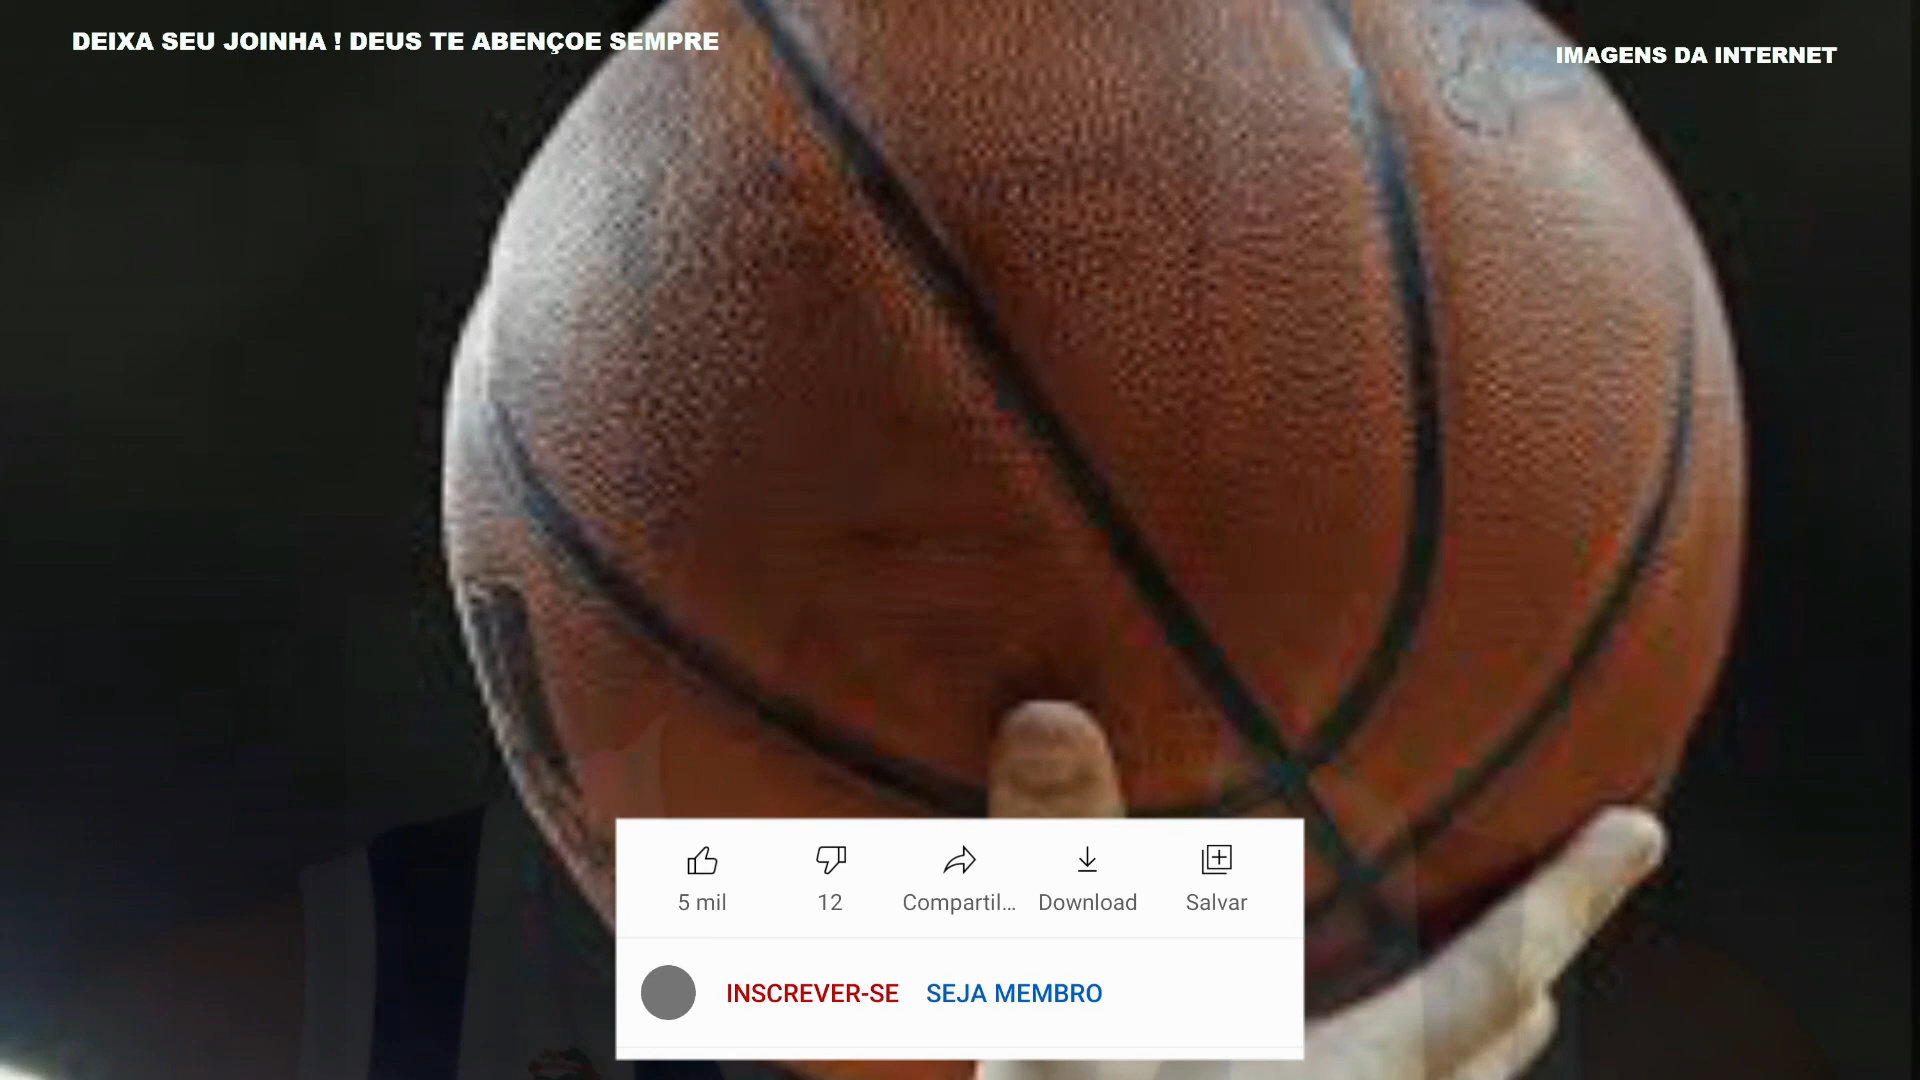 DEIXA SEU JOINHA ! DEUS TE ABENÇOE SEMPRE
IMAGENS DA INTERNET
5 mil
12
Compartil...
Download
Salvar
INSCREVER-SE
SEJA MEMBRO